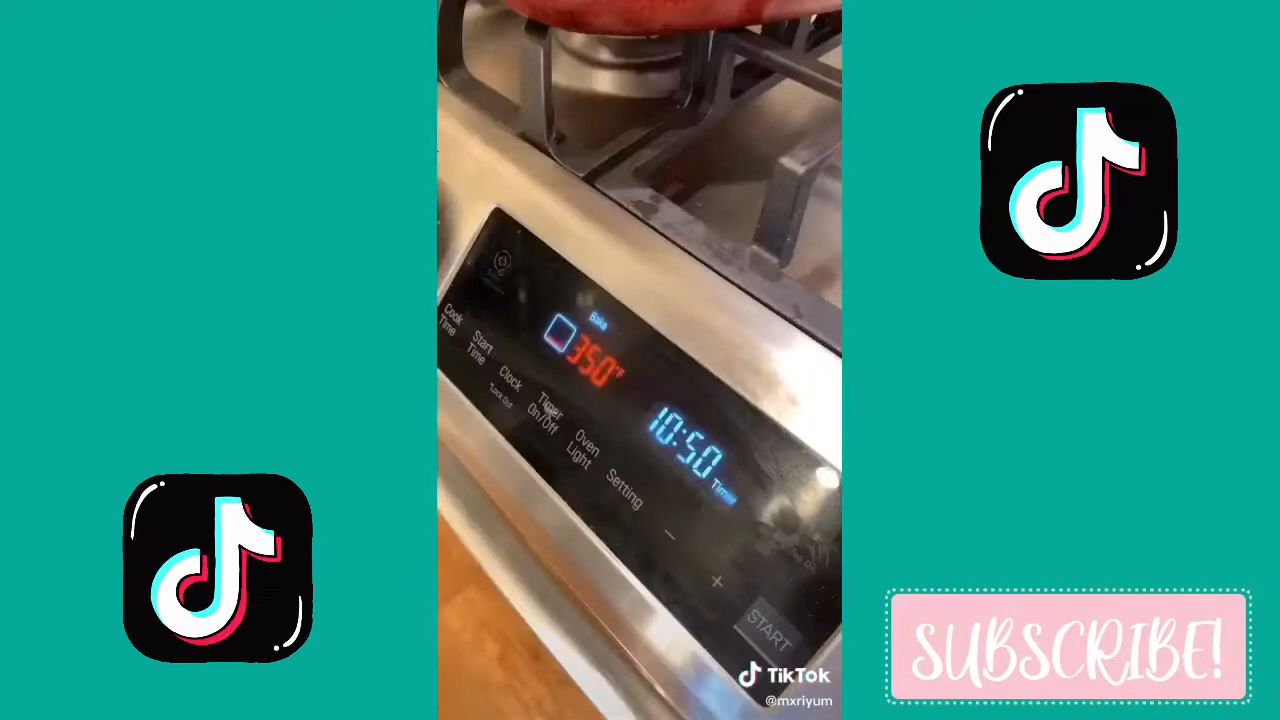 Bake
350°F
10:50
Timer
Cook
Time
Start
Time
Clock
*Lock Out
Timer
On/Off
Oven
Light
Setting
−
+
START
TikTok
@mxriyum
SUBSCRIBE!